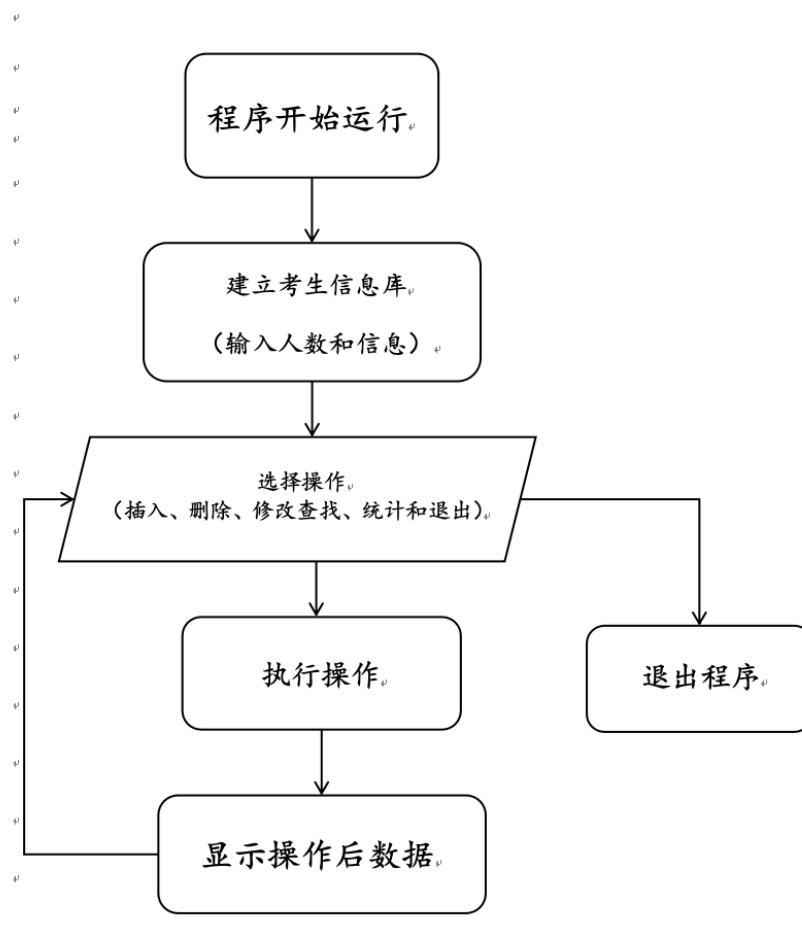 程序开始运行
建立考生信息库
（输入人数和信息）
选择操作
（插入、删除、修改查找、统计和退出）
执行操作
退出程序
显示操作后数据